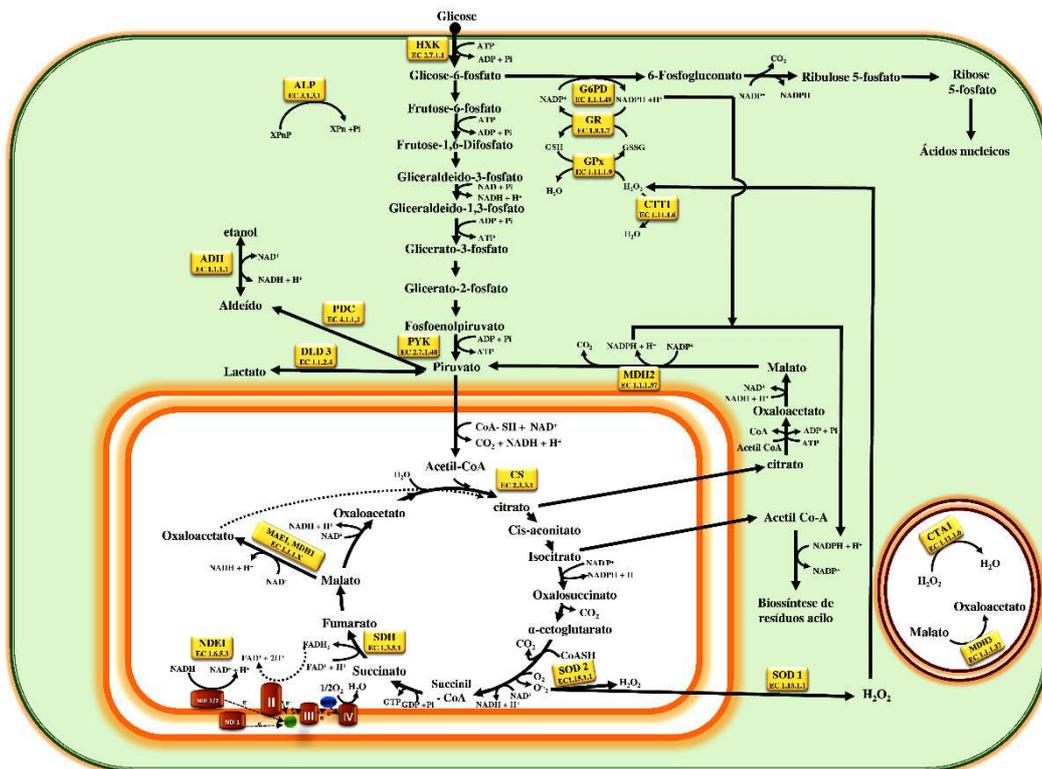 Glicose
HXK
EC 2.7.1.1
ATP
ADP + Pi
Glicose-6-fosfato
6-Fosfogluconato
CO₂
NADP⁺
NADPH
Ribulose 5-fosfato
Ribose
5-fosfato
Ácidos nucleicos
ALP
EC 3.1.3.1
XPnP
XPn +Pi
G6PD
EC 1.1.1.49
NADP⁺
NADPH + H⁺
GR
EC 1.8.1.7
GSH
GSSG
GPx
EC 1.11.1.9
H₂O
H₂O₂
CTT1
EC 1.11.1.6
H₂O
Frutose-6-fosfato
ATP
ADP + Pi
Frutose-1,6-Difosfato
Gliceraldeido-3-fosfato
NAD + Pi
NADH + H⁺
Gliceraldeido-1,3-fosfato
ADP + Pi
ATP
Glicerato-3-fosfato
Glicerato-2-fosfato
Fosfoenolpiruvato
PYK
EC 2.7.1.40
ADP + Pi
ATP
Piruvato
etanol
ADH
EC 1.1.1.1
NAD⁺
NADH + H⁺
Aldeído
PDC
EC 4.1.1.1
DLD 3
EC 1.1.2.4
Lactato
CO₂
NADPH + H⁺
NADP⁺
MDH2
EC 1.1.1.37
Malato
NAD⁺
NADH + H⁺
Oxaloacetato
CoA
ADP + Pi
Acetil CoA
ATP
citrato
CoA- SH + NAD⁺
CO₂ + NADH + H⁺
Acetil-CoA
H₂O
CS
EC 2.3.3.1
citrato
Oxaloacetato
Cis-aconitato
Isocitrato
NADP⁺
NADPH + H
Oxalosuccinato
CO₂
α-cetoglutarato
CO₂
CoASH
O₂
O⁻₂
NAD⁺
NADH + H⁺
SOD 2
EC1.15.1.1
H₂O₂
Succinil
- CoA
GTP
GDP +Pi
Succinato
SDH
EC 1.3.5.1
FADH₂
FAD⁺ + H⁺
Fumarato
Malato
NADH + H⁺
NAD⁺
Oxaloacetato
MAE1, MDH1
EC 1.1.1.X
NADH + H⁺
NAD⁺
NDE1
EC 1.6.5.3
NADH
NAD⁺ + H⁺
FAD⁺ + 2H⁺
II
NDI 1
III
IV
1/2O₂
H₂O
Acetil Co-A
NADPH + H⁺
NADP⁺
Biossíntese de
resíduos acilo
SOD 1
EC 1.15.1.1
H₂O₂
CTA1
H₂O₂
H₂O
Oxaloacetato
Malato
MDH3
EC 1.1.1.37